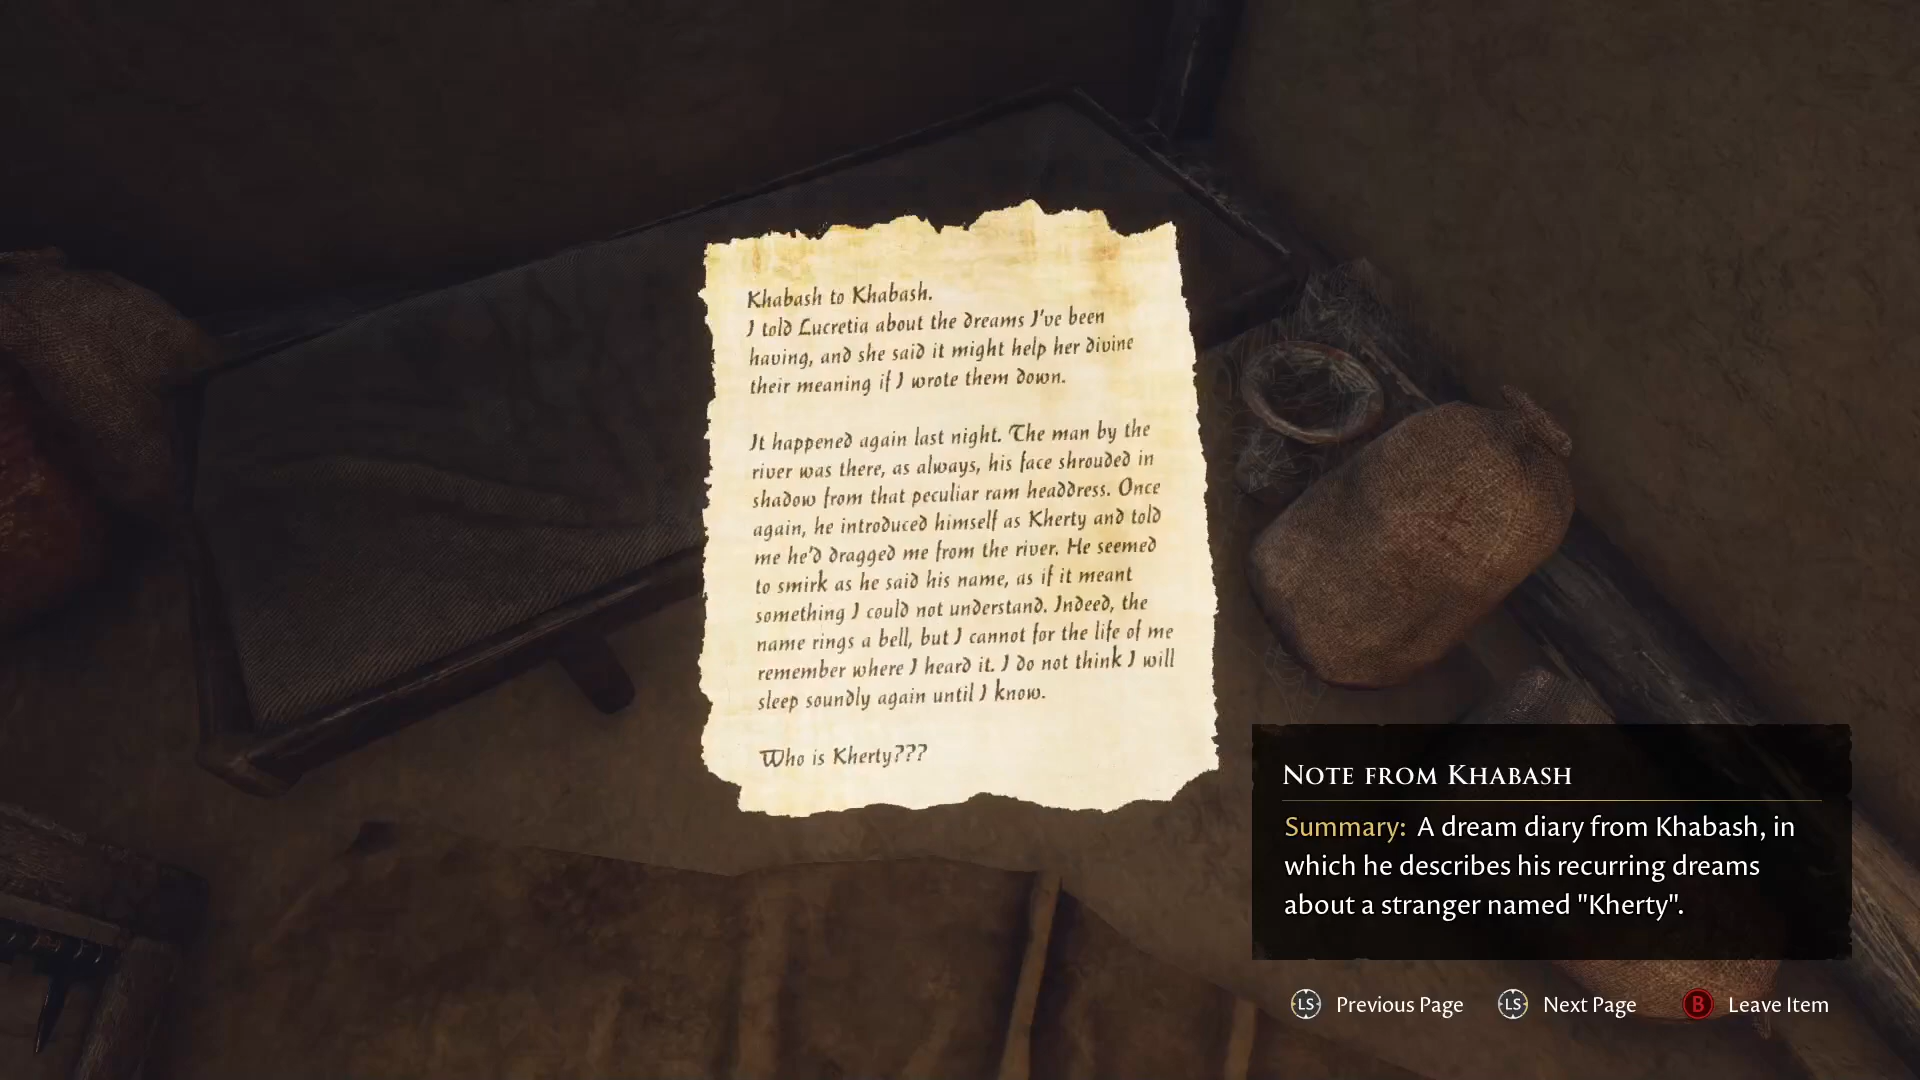 Khabash to Khabash.
I told Lucretia about the dreams I've been
having, and she said it might help her divine
their meaning if I wrote them down.
It happened again last night. The man by the
river was there, as always, his face shrouded in
shadow from that peculiar ram headdress. Once
again, he introduced himself as Kherty and told
me he'd dragged me from the river. He seemed
to smirk as he said his name, as if it meant
something I could not understand. Indeed, the
name rings a bell, but I cannot for the life of me
remember where I heard it. I do not think I will
sleep soundly again until I know.
Who is Kherty???
NOTE FROM KHABASH
Summary: A dream diary from Khabash, in
which he describes his recurring dreams
about a stranger named "Kherty".
LS Previous Page LS Next Page B Leave Item